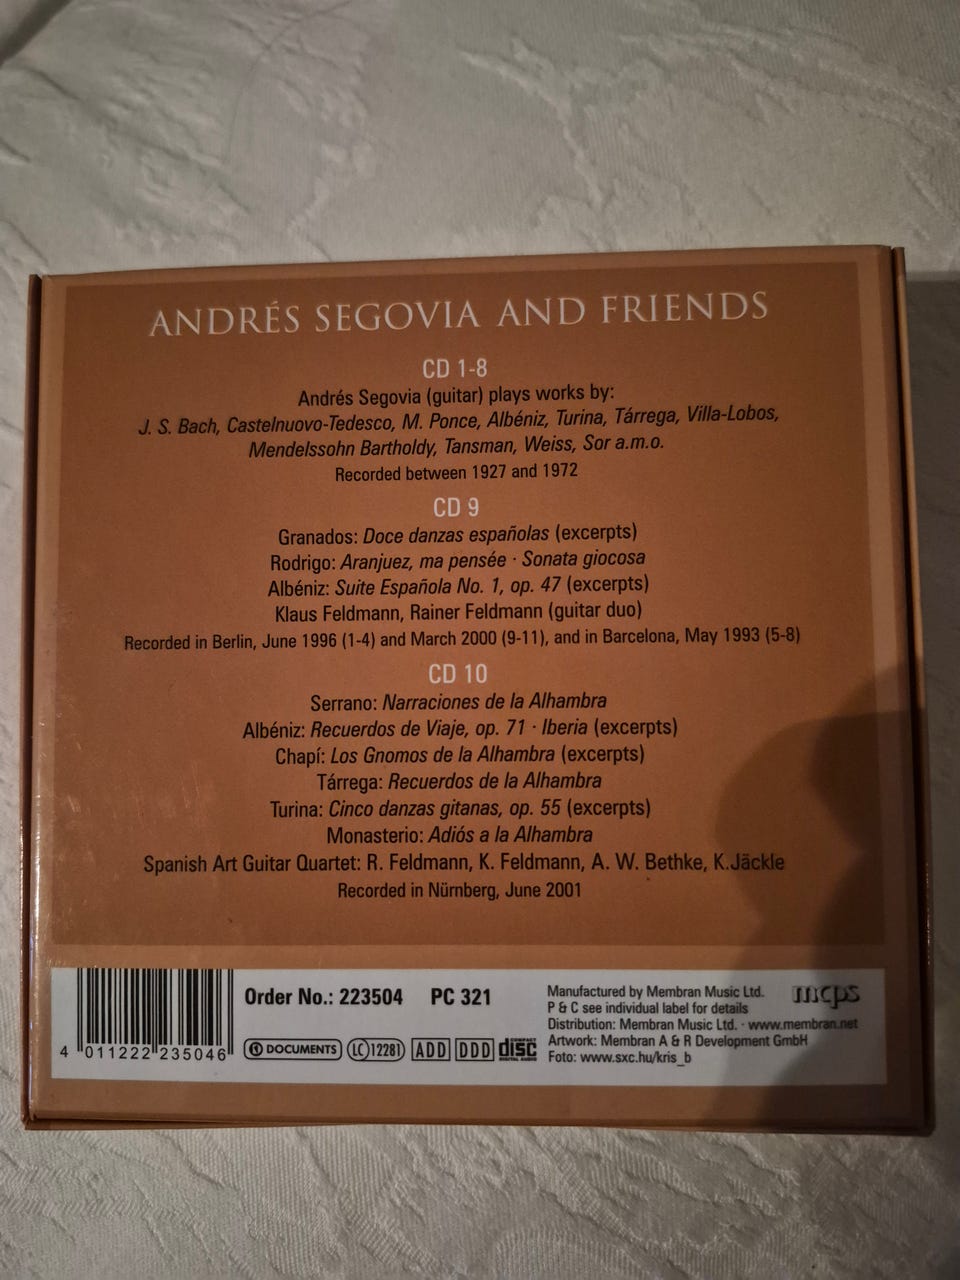 ANDRÉS SEGOVIA AND FRIENDS
CD 1-8
Andrés Segovia (guitar) plays works by:
J. S. Bach, Castelnuovo-Tedesco, M. Ponce, Albéniz, Turina, Tárrega, Villa-Lobos,
Mendelssohn Bartholdy, Tansman, Weiss, Sor a.m.o.
Recorded between 1927 and 1972
CD 9
Granados: Doce danzas españolas (excerpts)
Rodrigo: Aranjuez, ma pensée · Sonata giocosa
Albéniz: Suite Española No. 1, op. 47 (excerpts)
Klaus Feldmann, Rainer Feldmann (guitar duo)
Recorded in Berlin, June 1996 (1-4) and March 2000 (9-11), and in Barcelona, May 1993 (5-8)
CD 10
Serrano: Narraciones de la Alhambra
Albéniz: Recuerdos de Viaje, op. 71 · Iberia (excerpts)
Chapí: Los Gnomos de la Alhambra (excerpts)
Tárrega: Recuerdos de la Alhambra
Turina: Cinco danzas gitanas, op. 55 (excerpts)
Monasterio: Adiós a la Alhambra
Spanish Art Guitar Quartet: R. Feldmann, K. Feldmann, A. W. Bethke, K.Jäckle
Recorded in Nürnberg, June 2001
4 011222 235046
Order No.: 223504 PC 321
DOCUMENTS LC 12281 ADD DDD COMPACT disc DIGITAL AUDIO
Manufactured by Membran Music Ltd.
P & C see individual label for details
Distribution: Membran Music Ltd. · www.membran.net
Artwork: Membran A & R Development GmbH
Foto: www.sxc.hu/kris_b
mcps